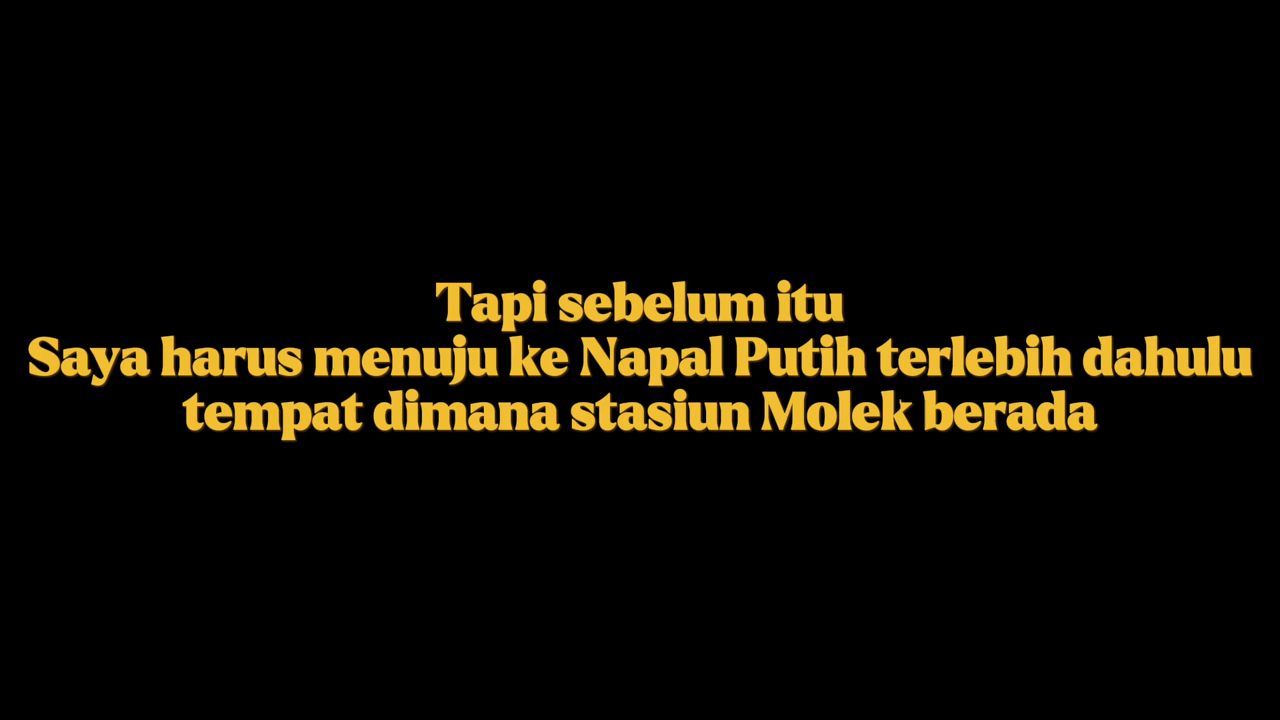 Tapi sebelum itu
Saya harus menuju ke Napal Putih terlebih dahulu
tempat dimana stasiun Molek berada